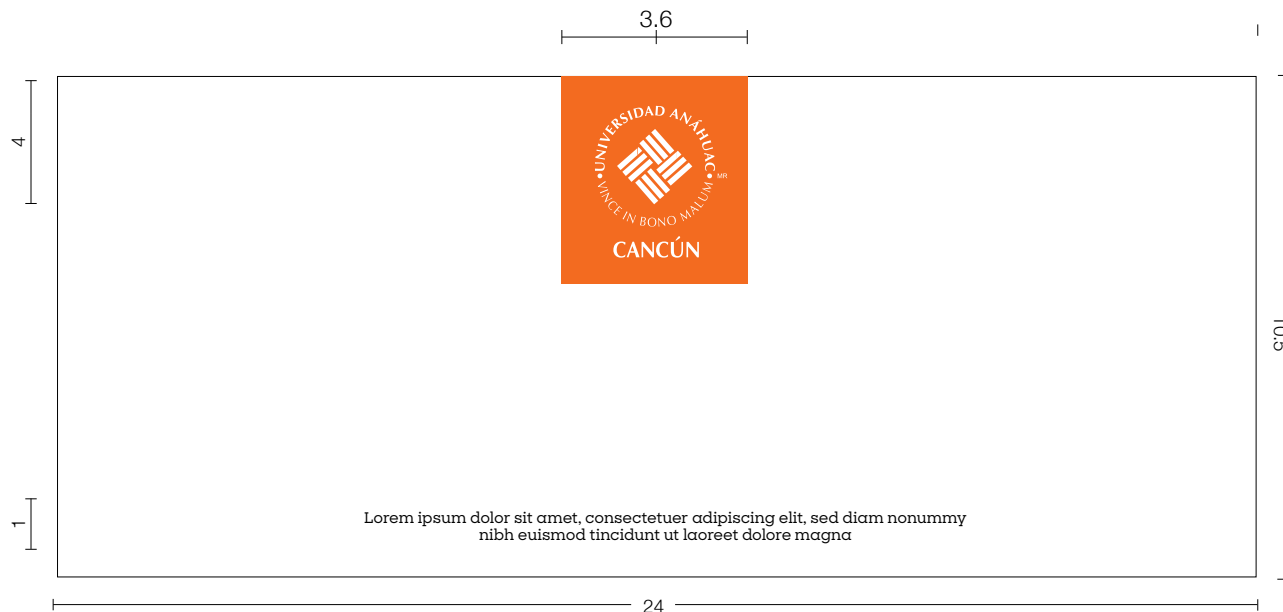 3.6
4
UNIVERSIDAD ANÁHUAC
MR
VINCE IN BONO MALUM
CANCÚN
10.5
1
Lorem ipsum dolor sit amet, consectetuer adipiscing elit, sed diam nonummy
nibh euismod tincidunt ut laoreet dolore magna
24